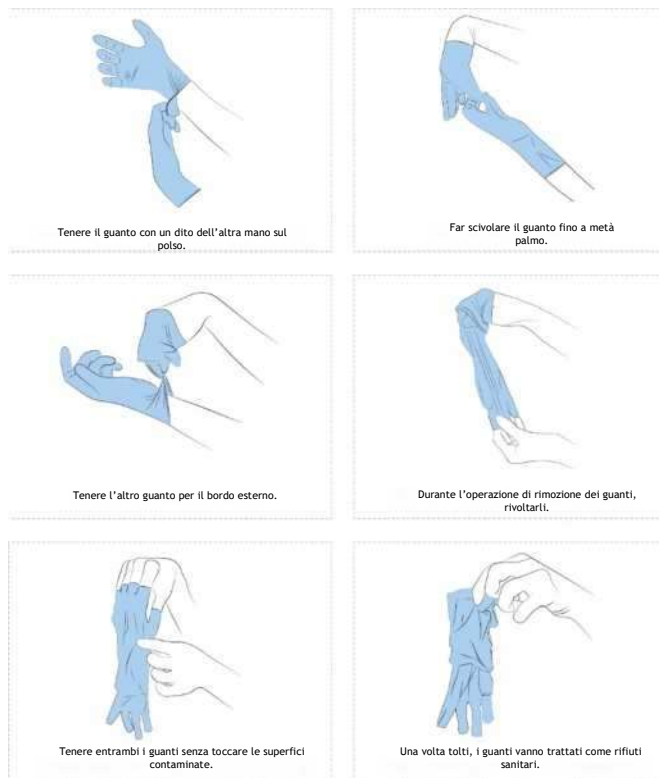 Tenere il guanto con un dito dell'altra mano sul
polso.
Far scivolare il guanto fino a metà
palmo.
Tenere l'altro guanto per il bordo esterno.
Durante l'operazione di rimozione dei guanti,
rivoltarli.
Tenere entrambi i guanti senza toccare le superfici
contaminate.
Una volta tolti, i guanti vanno trattati come rifiuti
sanitari.